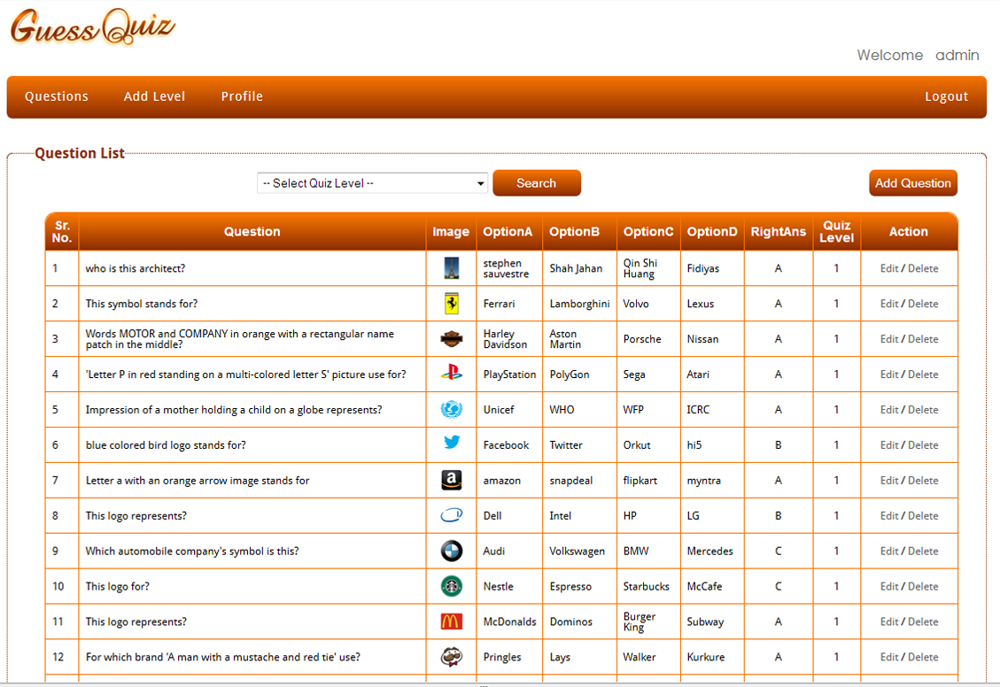 Guess Quiz
Welcome admin
Questions Add Level Profile Logout
Question List
-- Select Quiz Level -- Search Add Question
Sr. No. Question Image OptionA OptionB OptionC OptionD RightAns Quiz Level Action
1 who is this architect? stephen sauvestre Shah Jahan Qin Shi Huang Fidiyas A 1 Edit / Delete
2 This symbol stands for? Ferrari Lamborghini Volvo Lexus A 1 Edit / Delete
3 Words MOTOR and COMPANY in orange with a rectangular name patch in the middle? Harley Davidson Aston Martin Porsche Nissan A 1 Edit / Delete
4 'Letter P in red standing on a multi-colored letter S' picture use for? PlayStation PolyGon Sega Atari A 1 Edit / Delete
5 Impression of a mother holding a child on a globe represents? Unicef WHO WFP ICRC A 1 Edit / Delete
6 blue colored bird logo stands for? Facebook Twitter Orkut hi5 B 1 Edit / Delete
7 Letter a with an orange arrow image stands for a amazon snapdeal flipkart myntra A 1 Edit / Delete
8 This logo represents? Dell Intel HP LG B 1 Edit / Delete
9 Which automobile company's symbol is this? Audi Volkswagen BMW Mercedes C 1 Edit / Delete
10 This logo for? Nestle Espresso Starbucks McCafe C 1 Edit / Delete
11 This logo represents? McDonalds Dominos Burger King Subway A 1 Edit / Delete
12 For which brand 'A man with a mustache and red tie' use? Pringles Lays Walker Kurkure A 1 Edit / Delete